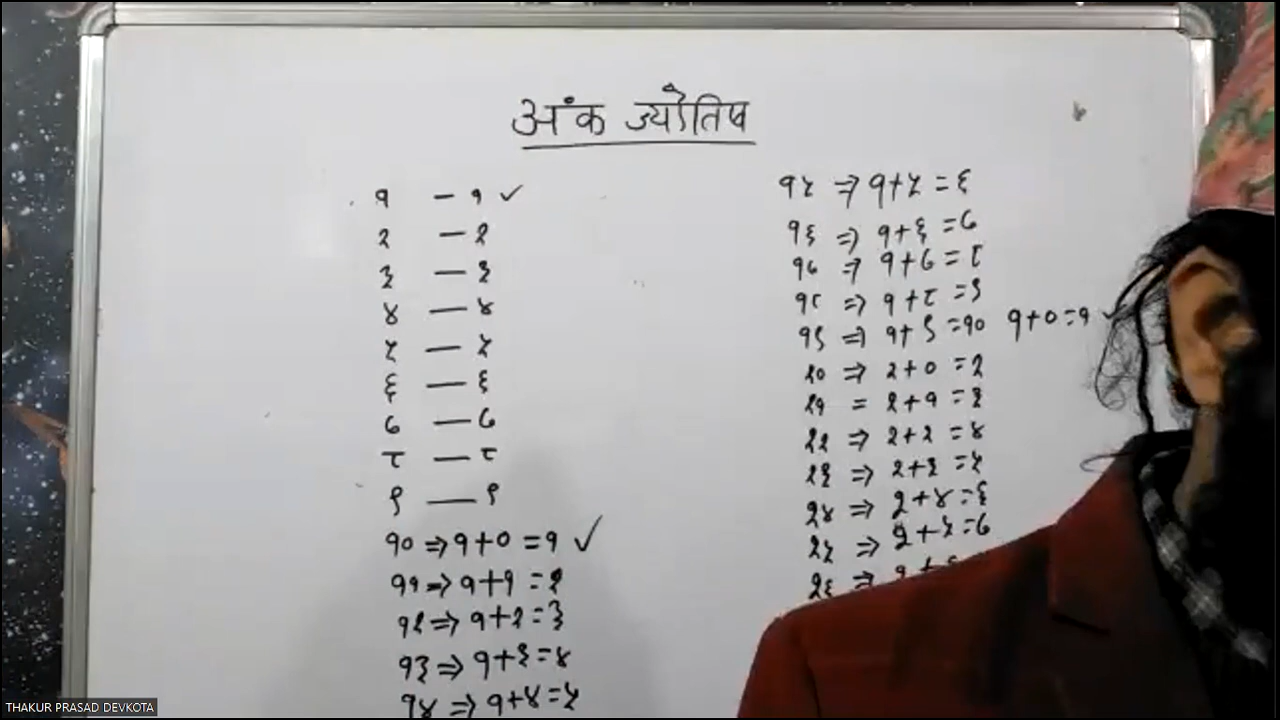 अंक ज्योतिष
१ — १ ✓
२ — २
३ — ३
४ — ४
५ — ५
६ — ६
७ — ७
८ — ८
९ — ९
१० ⇒ १+० = १ ✓
११ ⇒ १+१ = २
१२ ⇒ १+२ = ३
१३ ⇒ १+३ = ४
१४ ⇒ १+४ = ५
१५ ⇒ १+५ = ६
१६ ⇒ १+६ = ७
१७ ⇒ १+७ = ८
१८ ⇒ १+८ = ९
१९ ⇒ १+९ = १० १+० = १ ✓
२० ⇒ २+० = २
२१ = २+१ = ३
२२ ⇒ २+२ = ४
२३ ⇒ २+३ = ५
२४ ⇒ २+४ = ६
२५ ⇒ २+५ = ७
२६ ⇒
THAKUR PRASAD DEVKOTA